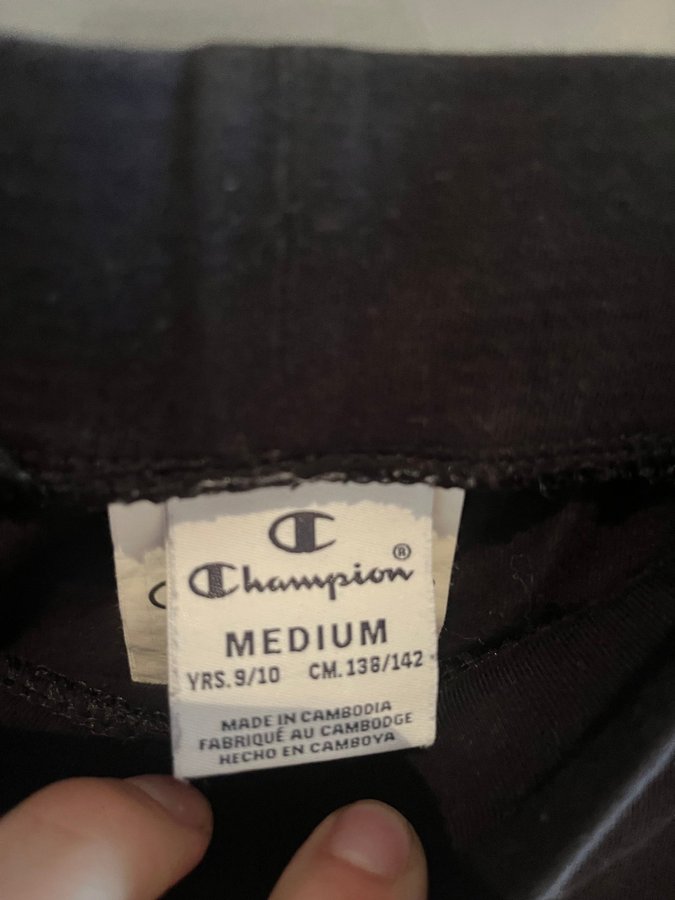 Champion®
MEDIUM
YRS. 9/10 CM. 138/142
MADE IN CAMBODIA
FABRIQUÉ AU CAMBODGE
HECHO EN CAMBOYA